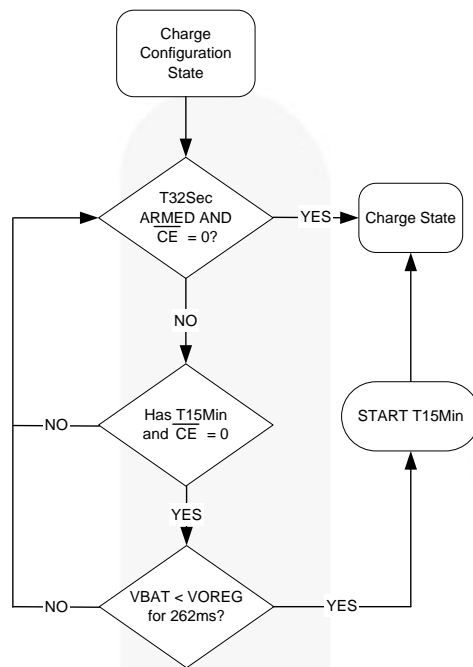 Charge
Configuration
State
T32Sec
ARMED AND
CE = 0?
YES
Charge State
NO
Has T15Min
and CE = 0
NO
START T15Min
YES
VBAT < VOREG
for 262ms?
NO
YES